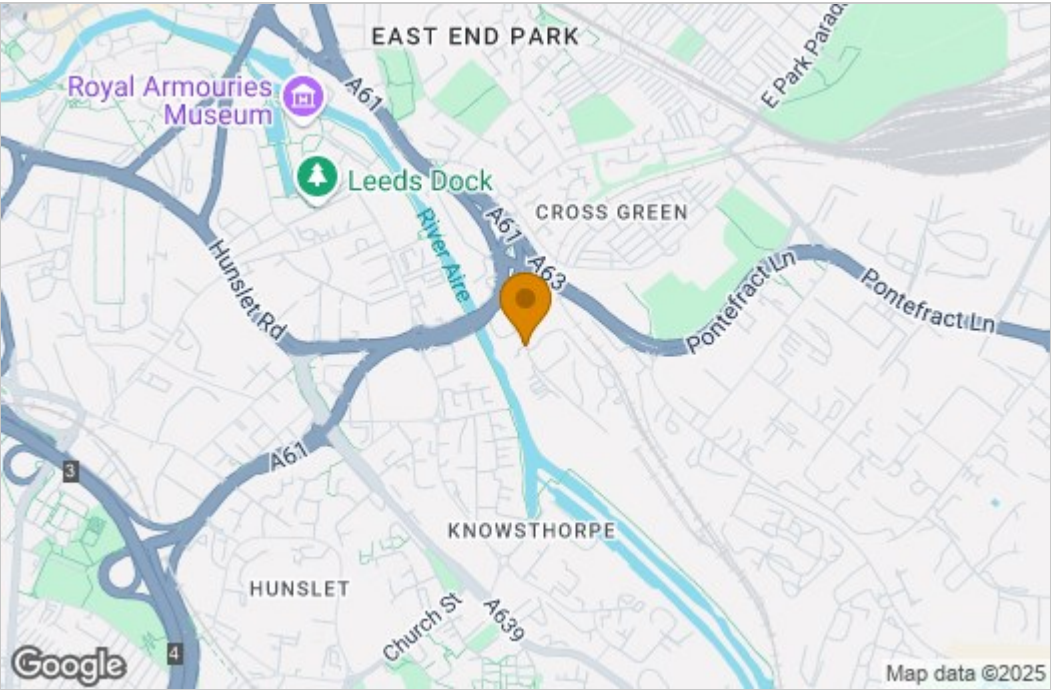 EAST END PARK
E Park Parad
Royal Armouries
Museum
A61
Leeds Dock
River Aire
A61
A63
CROSS GREEN
Hunslet Rd
Pontefract Ln
Pontefract Ln
A61
3
KNOWSTHORPE
HUNSLET
Church St
A639
4
Google
Map data ©2025